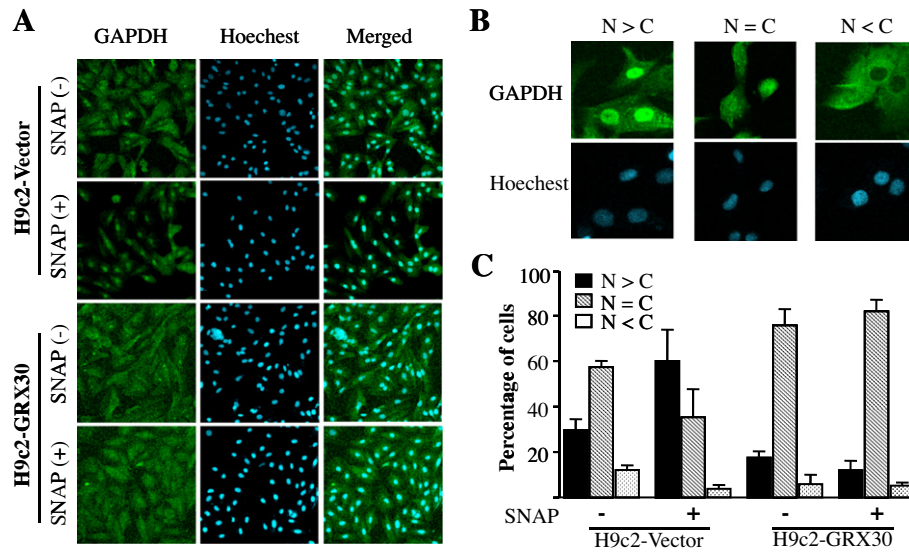 A
GAPDH Hoechest Merged
H9c2-Vector
SNAP (-)
SNAP (+)
H9c2-GRX30
SNAP (-)
SNAP (+)
B
N > C N = C N < C
GAPDH
Hoechest
C
Percentage of cells
100
80
60
40
20
N > C
N = C
N < C
SNAP - + - +
H9c2-Vector H9c2-GRX30